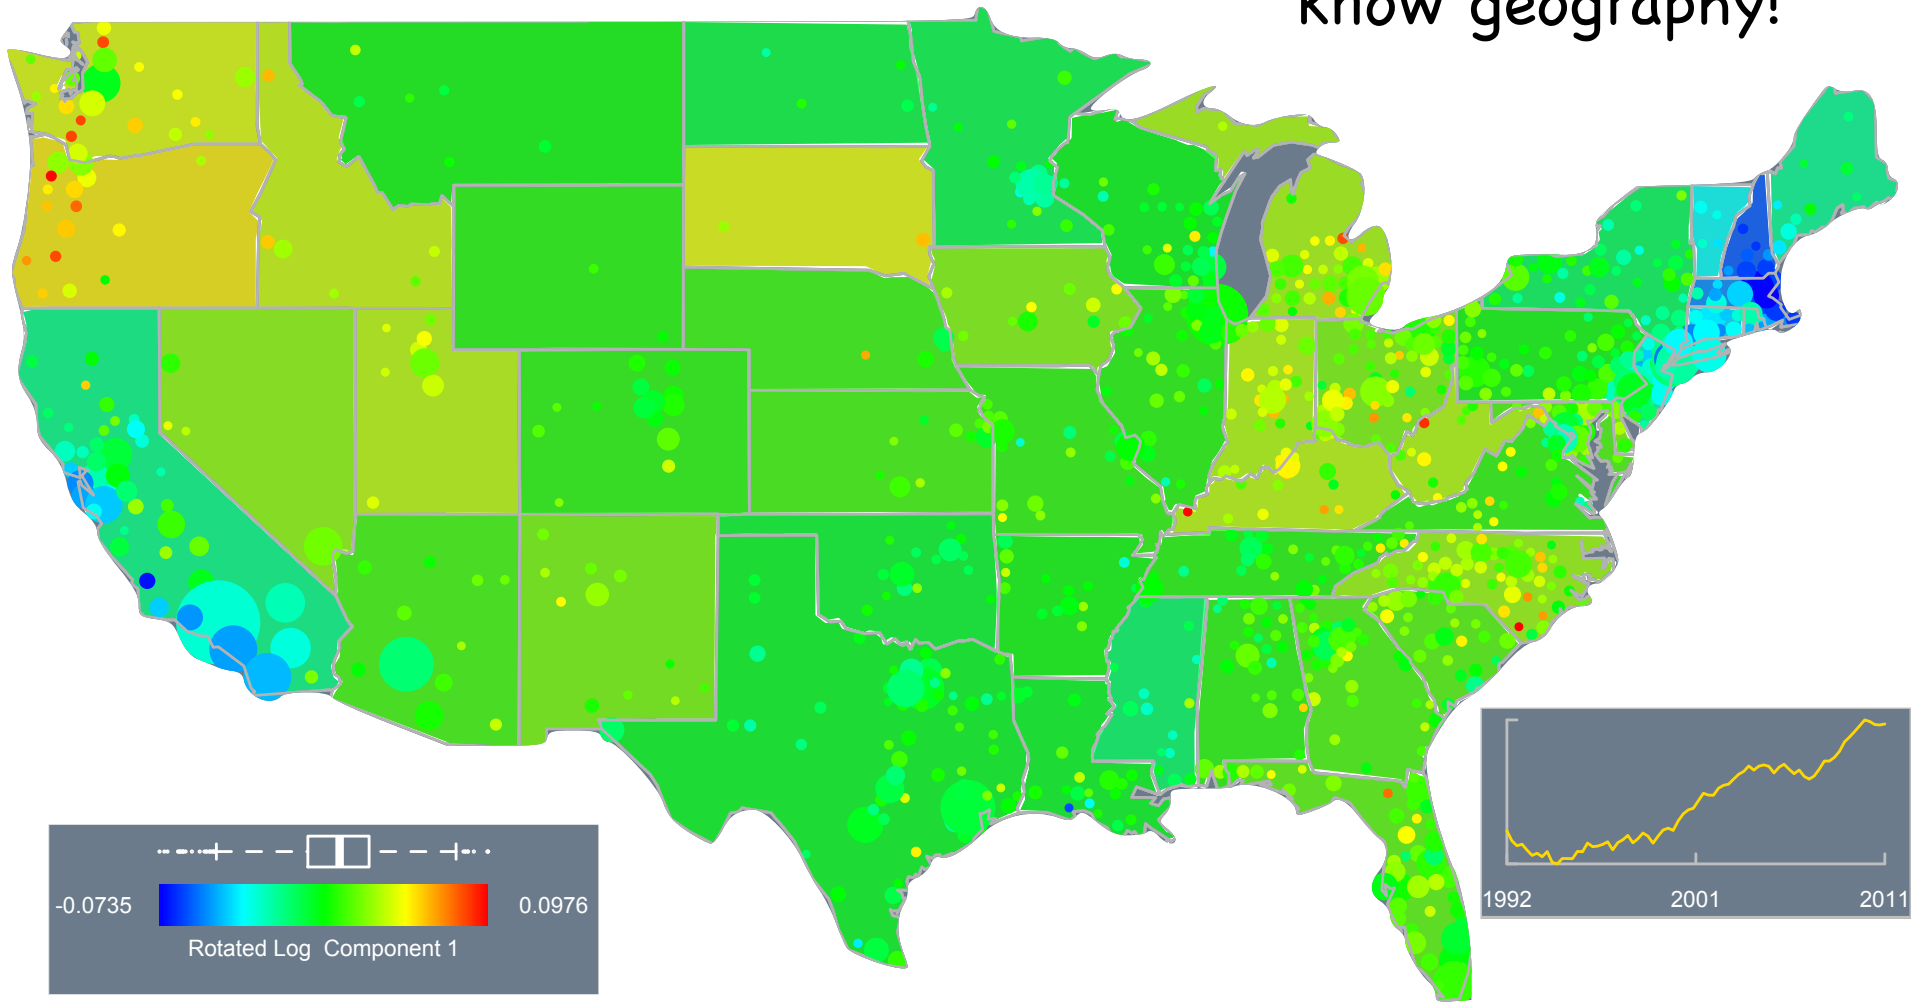 know geography!
1992
2001
2011
-0.0735
0.0976
Rotated Log Component 1